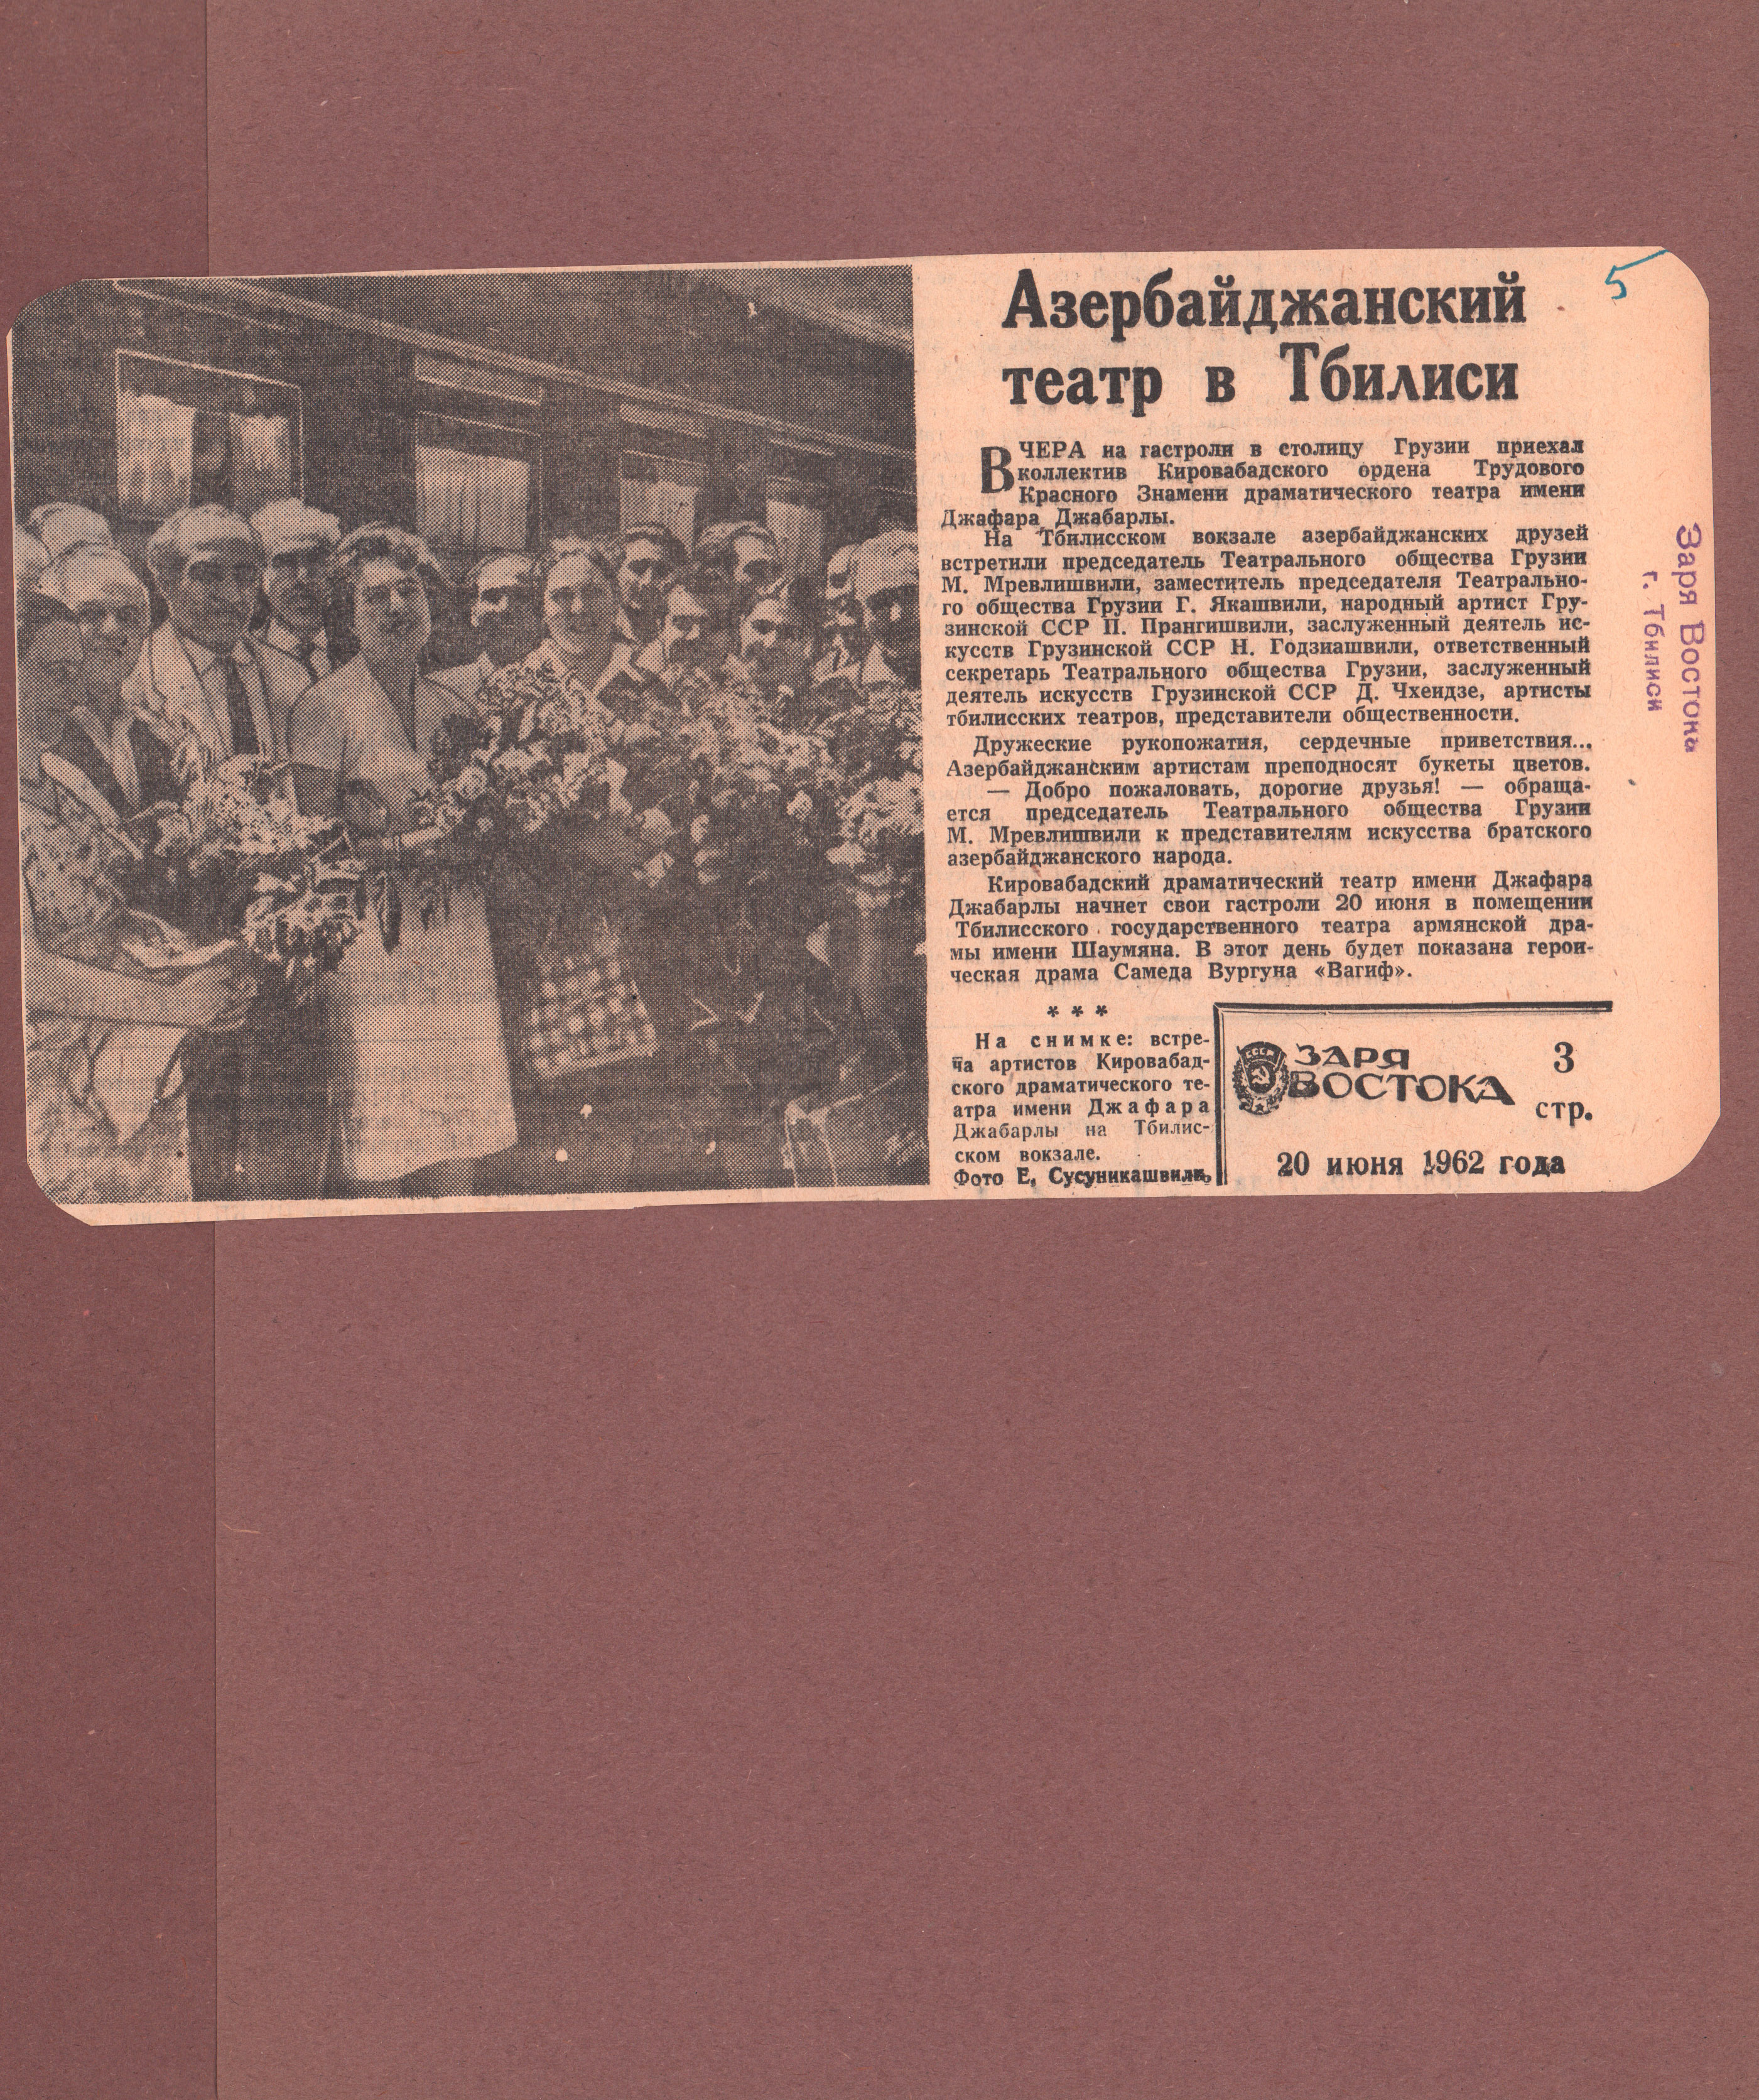 Азербайджанский
театр в Тбилиси
5
ВЧЕРА на гастроли в столицу Грузии приехал
коллектив Кировабадского ордена Трудового
Красного Знамени драматического театра имени
Джафара Джабарлы.
На Тбилисском вокзале азербайджанских друзей
встретили председатель Театрального общества Грузии
М. Мревлишвили, заместитель председателя Театрально-
го общества Грузии Г. Якашвили, народный артист Гру-
зинской ССР П. Прангишвили, заслуженный деятель ис-
кусств Грузинской ССР Н. Годзиашвили, ответственный
секретарь Театрального общества Грузии, заслуженный
деятель искусств Грузинской ССР Д. Чхеидзе, артисты
тбилисских театров, представители общественности.
Дружеские рукопожатия, сердечные приветствия...
Азербайджанским артистам преподносят букеты цветов.
— Добро пожаловать, дорогие друзья! — обраща-
ется председатель Театрального общества Грузии
М. Мревлишвили к представителям искусства братского
азербайджанского народа.
Кировабадский драматический театр имени Джафара
Джабарлы начнет свои гастроли 20 июня в помещении
Тбилисского государственного театра армянской дра-
мы имени Шаумяна. В этот день будет показана герои-
ческая драма Самеда Вургуна «Вагиф».
* * *
На снимке: встре-
ча артистов Кировабад-
ского драматического те-
атра имени Джафара
Джабарлы на Тбилис-
ском вокзале.
Фото Е. Сусуникашвили.
СССР
ЗАРЯ
ВОСТОКА
3
стр.
20 июня 1962 года
Заря Востока
г. Тбилиси